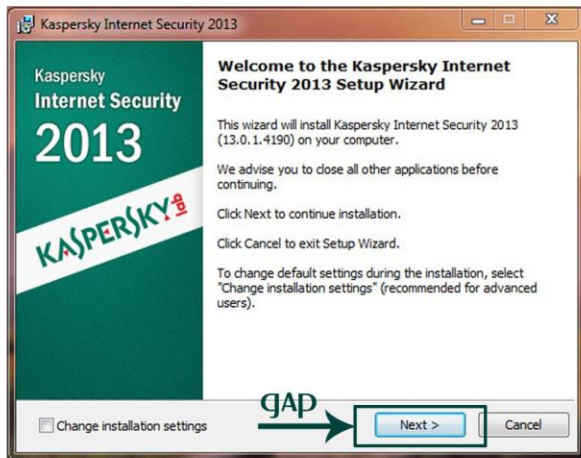 Kaspersky Internet Security 2013
Kaspersky
Internet Security
2013
KASPERSKY lab
Welcome to the Kaspersky Internet
Security 2013 Setup Wizard
This wizard will install Kaspersky Internet Security 2013
(13.0.1.4190) on your computer.
We advise you to close all other applications before
continuing.
Click Next to continue installation.
Click Cancel to exit Setup Wizard.
To change default settings during the installation, select
"Change installation settings" (recommended for advanced
users).
Change installation settings
gAP
Next >
Cancel